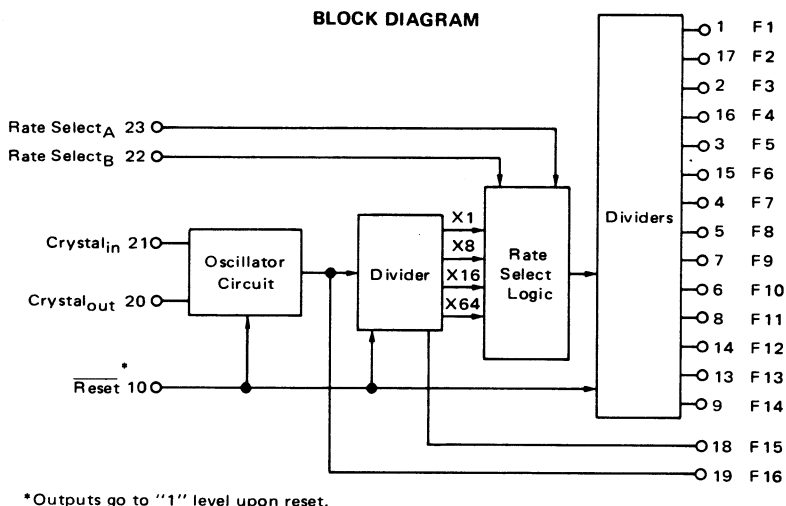 BLOCK DIAGRAM
1 F1
17 F2
2 F3
16 F4
3 F5
15 F6
4 F7
5 F8
7 F9
6 F10
8 F11
14 F12
13 F13
9 F14
18 F15
19 F16
Rate SelectA 23
Rate SelectB 22
Crystalin 21
Crystalout 20
Reset* 10
Oscillator
Circuit
Divider
X1
X8
X16
X64
Rate
Select
Logic
Dividers
*Outputs go to "1" level upon reset.